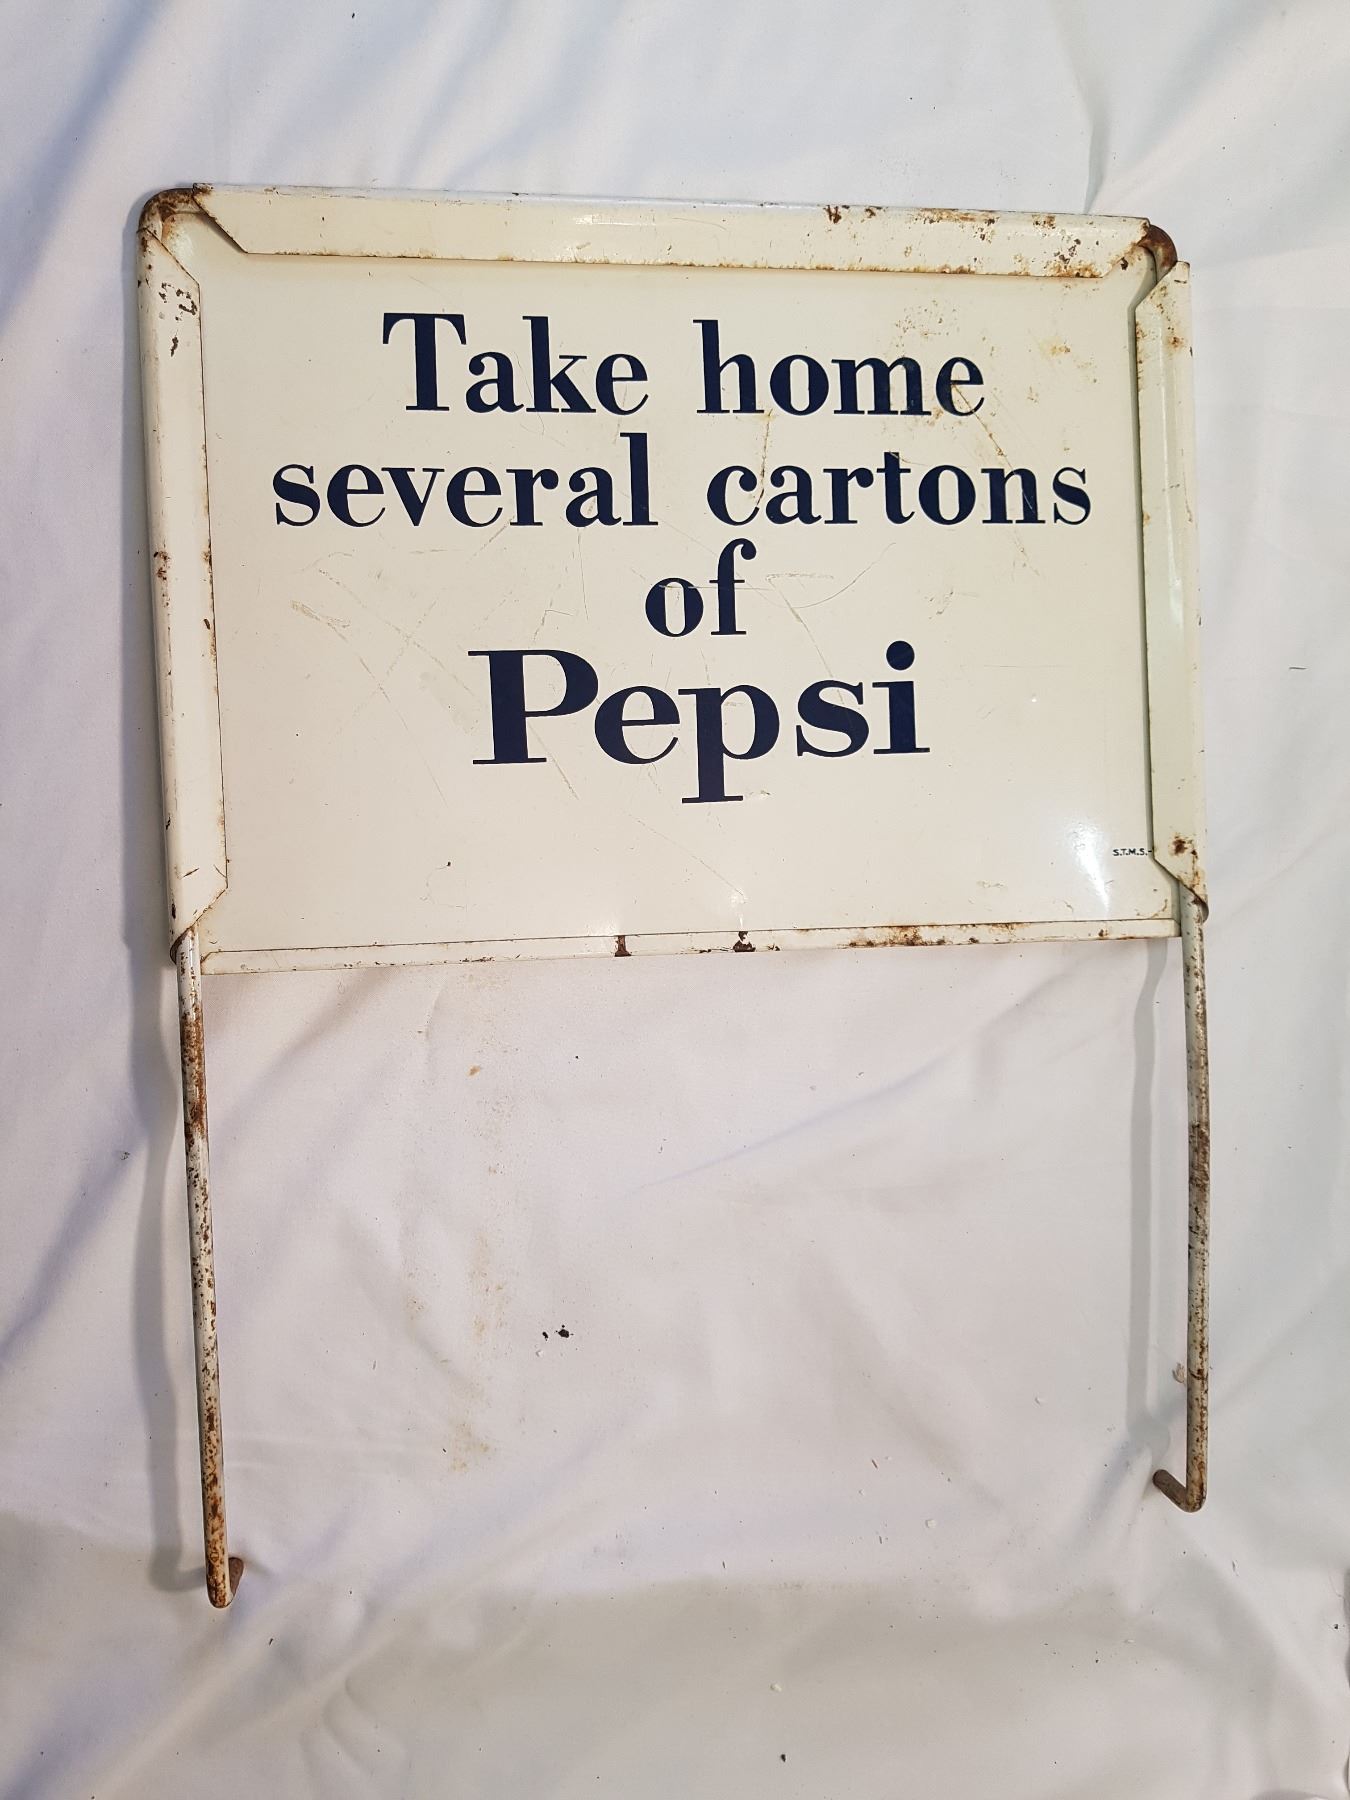 Take home
several cartons
of
Pepsi
S.T.M.S.-